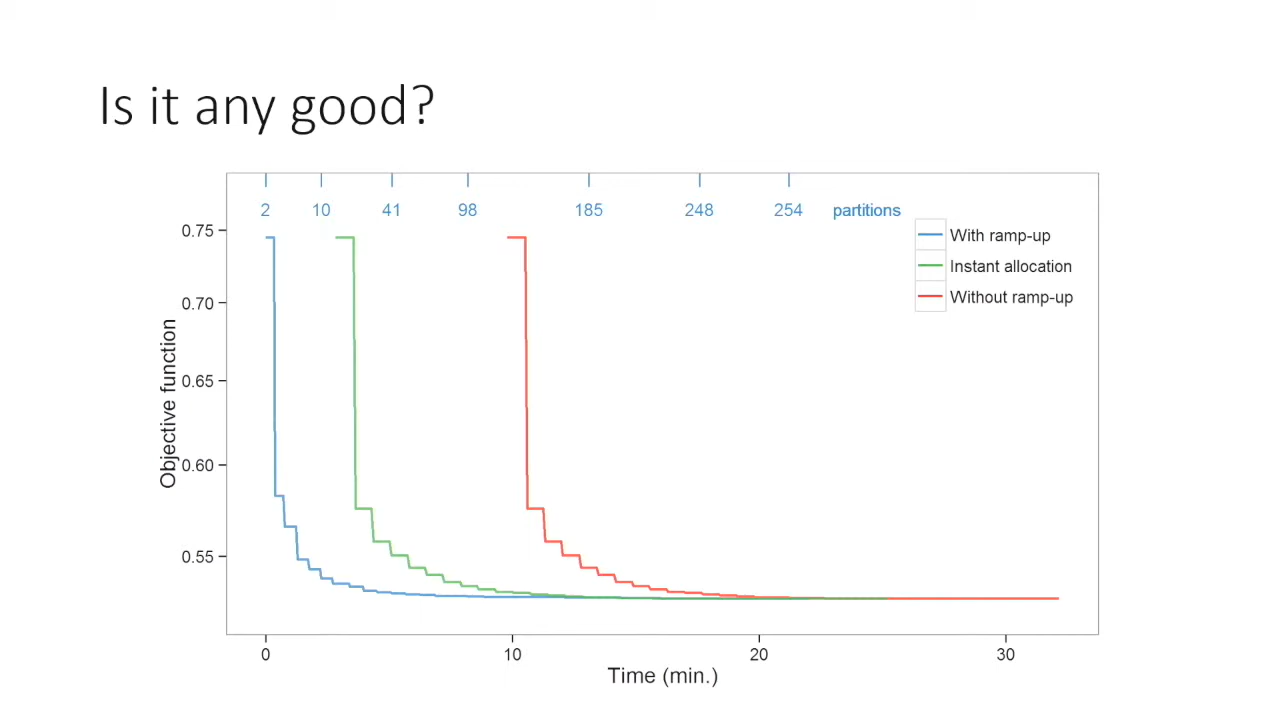 Is it any good?
2 10 41 98 185 248 254 partitions
With ramp-up
Instant allocation
Without ramp-up
Objective function
0.75
0.70
0.65
0.60
0.55
0 10 20 30
Time (min.)